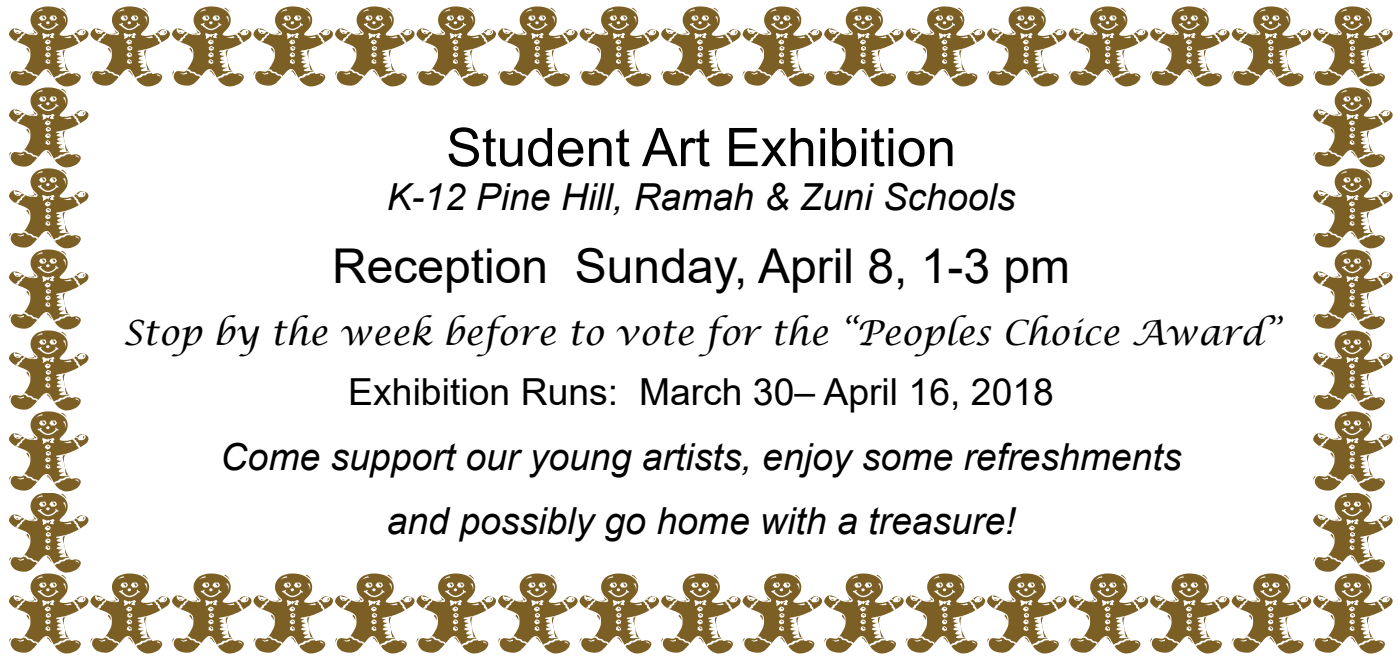 Student Art Exhibition
K-12 Pine Hill, Ramah & Zuni Schools
Reception  Sunday, April 8, 1-3 pm
Stop by the week before to vote for the “Peoples Choice Award”
Exhibition Runs:  March 30– April 16, 2018
Come support our young artists, enjoy some refreshments
and possibly go home with a treasure!